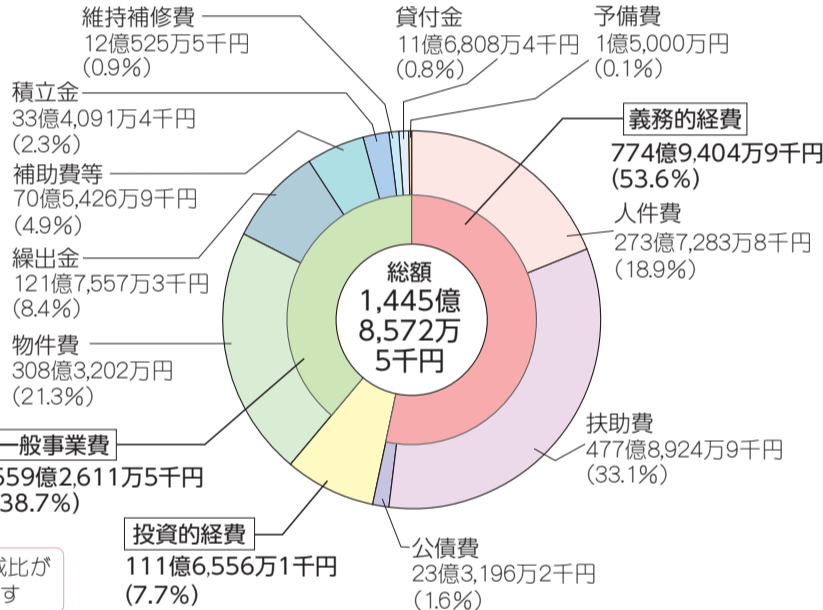 維持補修費
12億525万5千円
(0.9%)
貸付金
11億6,808万4千円
(0.8%)
予備費
1億5,000万円
(0.1%)
積立金
33億4,091万4千円
(2.3%)
義務的経費
774億9,404万9千円
(53.6%)
補助費等
70億5,426万9千円
(4.9%)
人件費
273億7,283万8千円
(18.9%)
繰出金
121億7,557万3千円
(8.4%)
総額
1,445億
8,572万
5千円
物件費
308億3,202万円
(21.3%)
扶助費
477億8,924万9千円
(33.1%)
一般事業費
559億2,611万5千円
38.7%)
投資的経費
111億6,556万1千円
(7.7%)
公債費
23億3,196万2千円
(1.6%)
比が
す